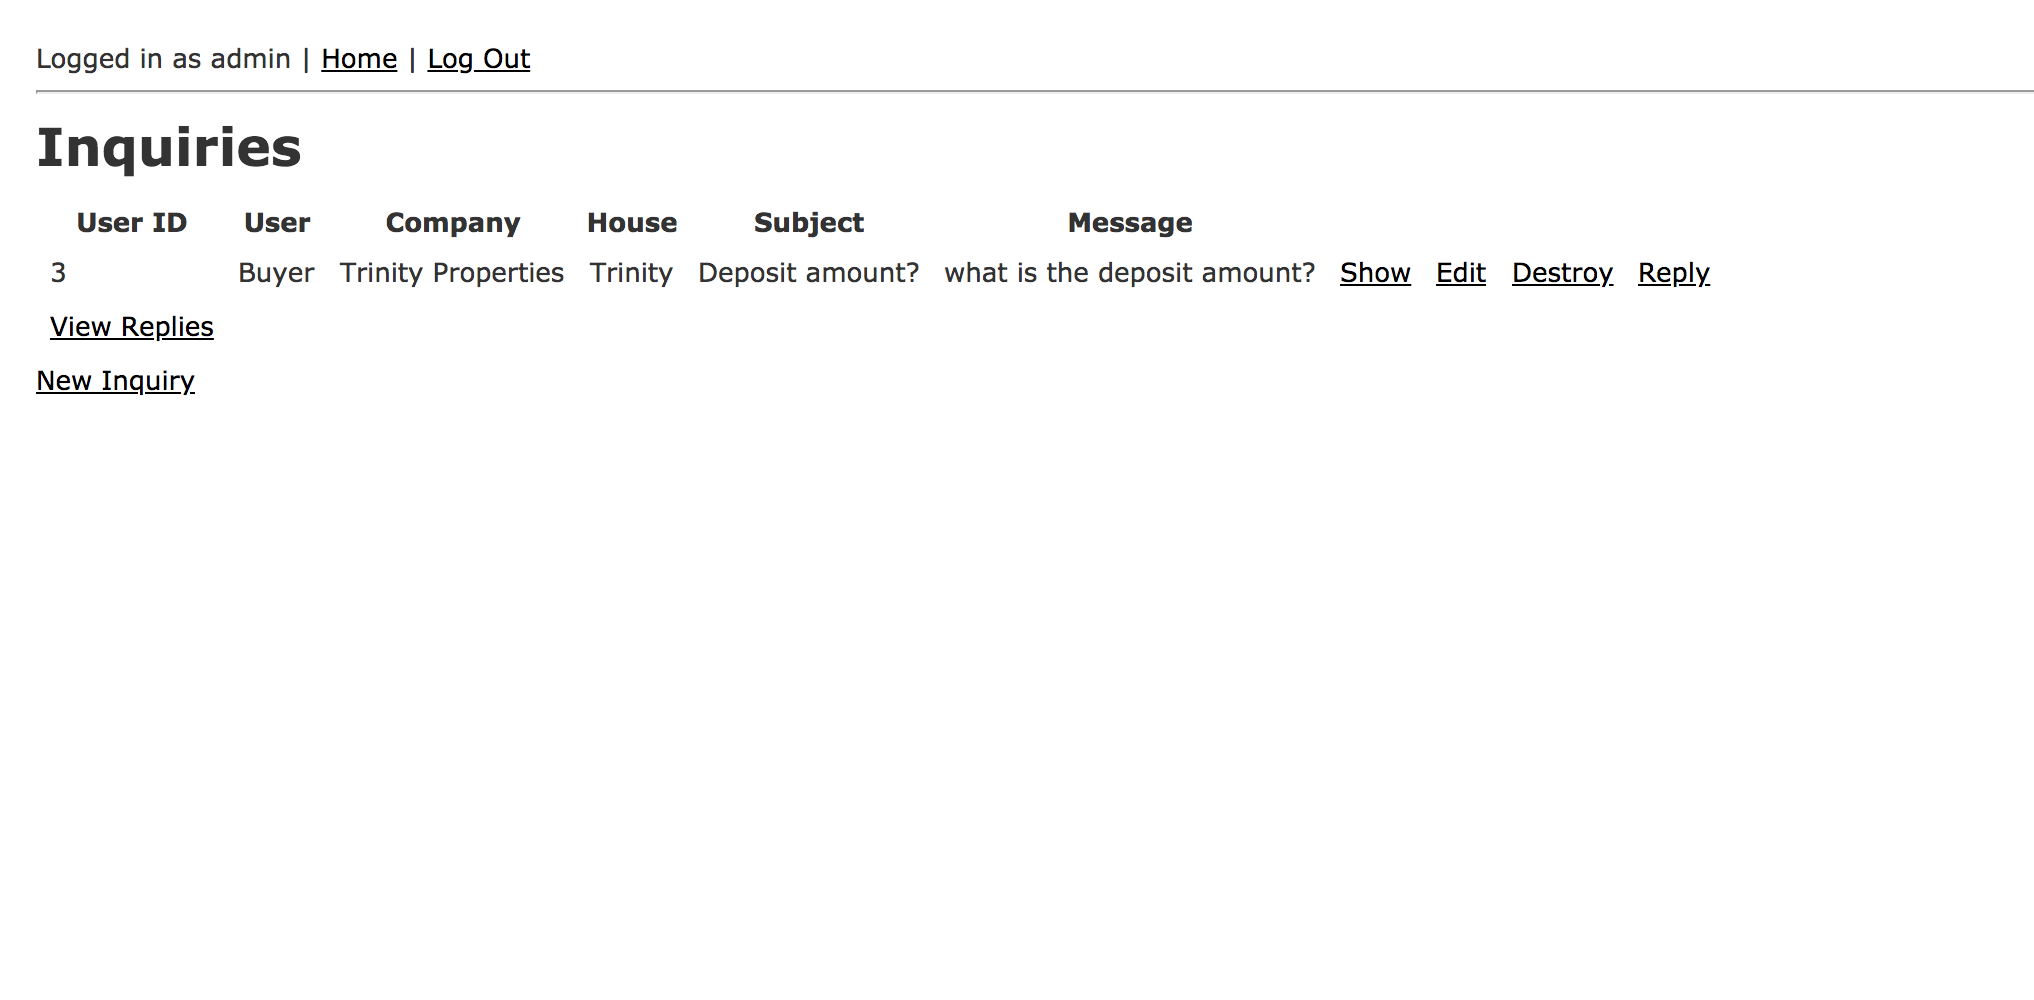 Logged in as admin | Home | Log Out
Inquiries
User ID User Company House Subject Message
3 Buyer Trinity Properties Trinity Deposit amount? what is the deposit amount? Show Edit Destroy Reply
View Replies
New Inquiry